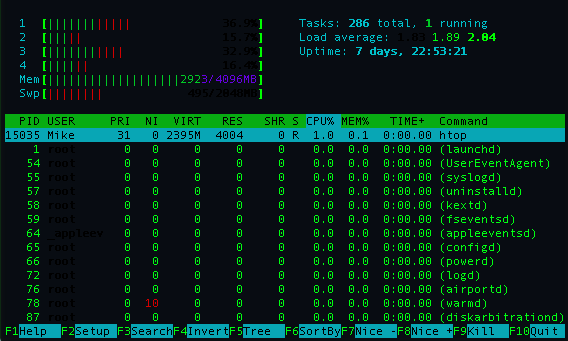 1 [|||||||||||||||| 36.9%]
2 [|||||| 15.7%]
3 [|||||||||||||| 32.9%]
4 [||||||| 16.4%]
Mem[||||||||||||||||||||2923/4096MB]
Swp[|||||||| 495/2048MB]
Tasks: 286 total, 1 running
Load average: 1.03 1.89 2.04
Uptime: 7 days, 22:53:21
PID USER PRI NI VIRT RES SHR S CPU% MEM% TIME+ Command
15035 Mike 31 0 2395M 4004 0 R 1.0 0.1 0:00.00 htop
1 root 0 0 0 0 0 0.0 0.0 0:00.00 (launchd)
54 root 0 0 0 0 0 0.0 0.0 0:00.00 (UserEventAgent)
55 root 0 0 0 0 0 0.0 0.0 0:00.00 (syslogd)
57 root 0 0 0 0 0 0.0 0.0 0:00.00 (uninstalld)
58 root 0 0 0 0 0 0.0 0.0 0:00.00 (kextd)
59 root 0 0 0 0 0 0.0 0.0 0:00.00 (fseventsd)
64 _appleev 0 0 0 0 0 0.0 0.0 0:00.00 (appleeventsd)
65 root 0 0 0 0 0 0.0 0.0 0:00.00 (configd)
66 root 0 0 0 0 0 0.0 0.0 0:00.00 (powerd)
72 root 0 0 0 0 0 0.0 0.0 0:00.00 (logd)
76 root 0 0 0 0 0 0.0 0.0 0:00.00 (airportd)
78 root 0 10 0 0 0 0.0 0.0 0:00.00 (warmd)
87 root 0 0 0 0 0 0.0 0.0 0:00.00 (diskarbitrationd)
F1Help F2Setup F3SearchF4InvertF5Tree F6SortByF7Nice -F8Nice +F9Kill F10Quit